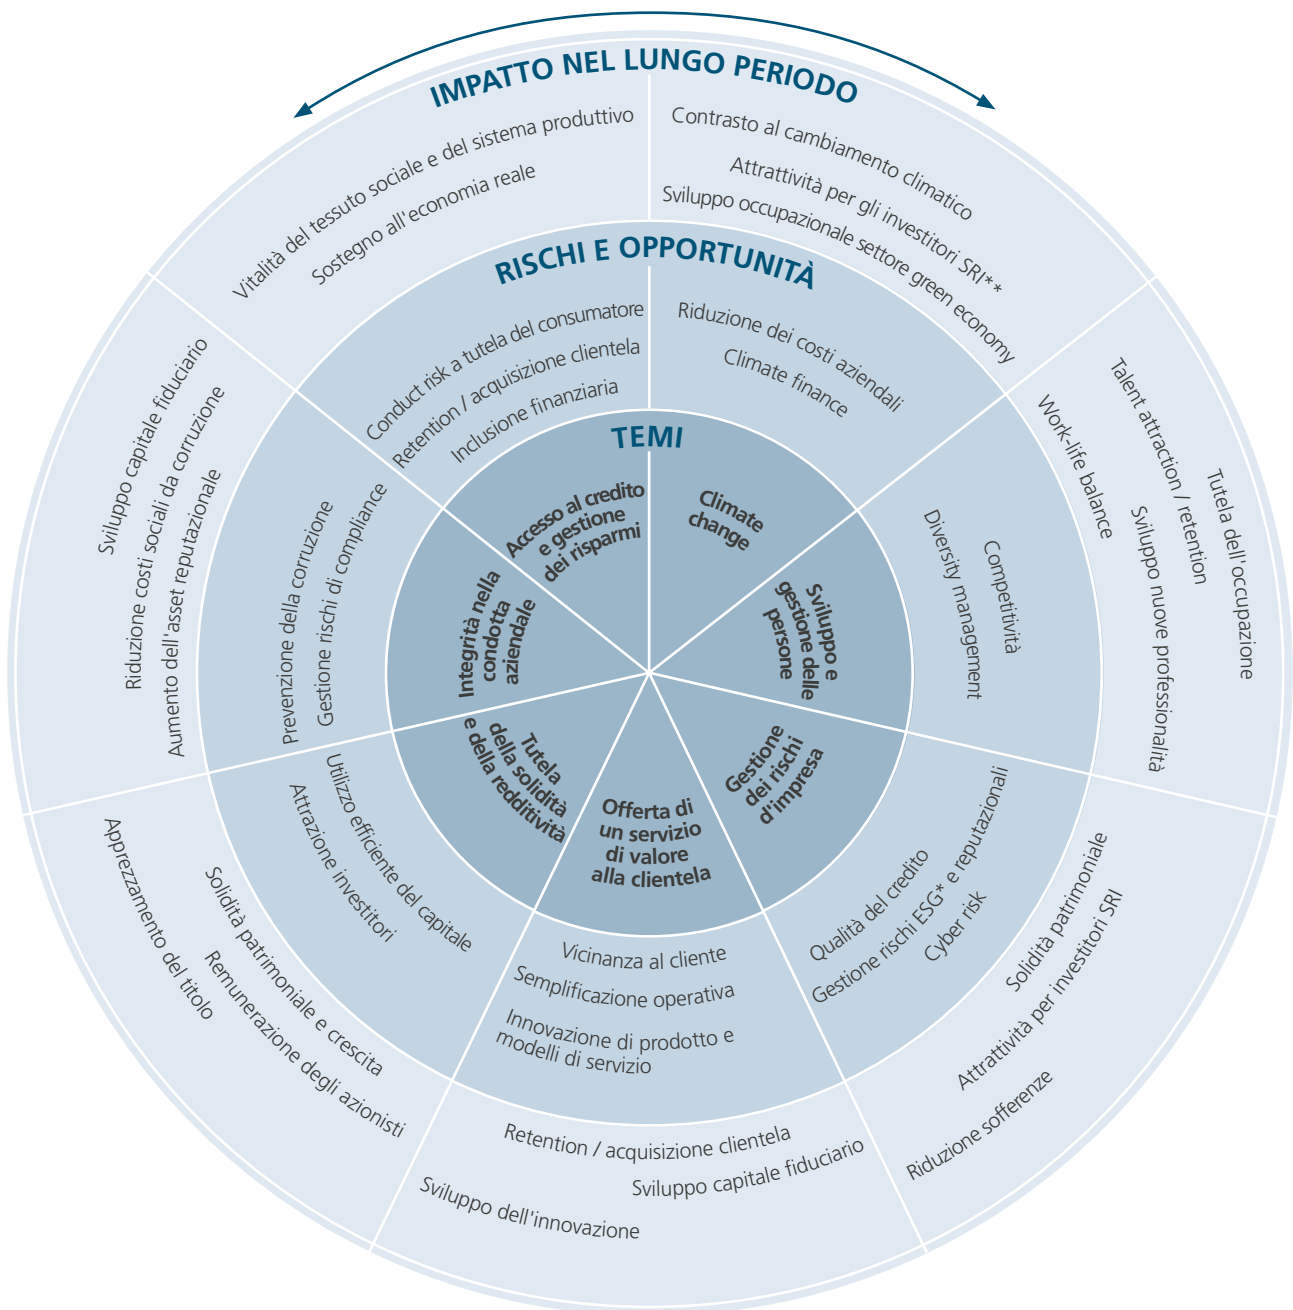 IMPATTO NEL LUNGO PERIODO
Vitalità del tessuto sociale e del sistema produttivo
Sostegno all'economia reale
Contrasto al cambiamento climatico
Attrattività per gli investitori SRI**
Sviluppo occupazionale settore green economy
Talent attraction / retention
Tutela dell'occupazione
Work-life balance
Sviluppo nuove professionalità
Solidità patrimoniale
Attrattività per investitori SRI
Riduzione sofferenze
Retention / acquisizione clientela
Sviluppo capitale fiduciario
Sviluppo dell'innovazione
Solidità patrimoniale e crescita
Remunerazione degli azionisti
Apprezzamento del titolo
Sviluppo capitale fiduciario
Riduzione costi sociali da corruzione
Aumento dell'asset reputazionale
RISCHI E OPPORTUNITÀ
Conduct risk a tutela del consumatore
Retention / acquisizione clientela
Inclusione finanziaria
Riduzione dei costi aziendali
Climate finance
Competitività
Diversity management
Qualità del credito
Gestione rischi ESG* e reputazionali
Cyber risk
Vicinanza al cliente
Semplificazione operativa
Innovazione di prodotto e
modelli di servizio
Utilizzo efficiente del capitale
Attrazione investitori
Prevenzione della corruzione
Gestione rischi di compliance
TEMI
Accesso al credito
e gestione
dei risparmi
Climate
change
Sviluppo e
gestione delle
persone
Gestione
dei rischi
d'impresa
Offerta di
un servizio
di valore
alla clientela
Tutela
della solidità
e della redditività
Integrità nella
condotta
aziendale